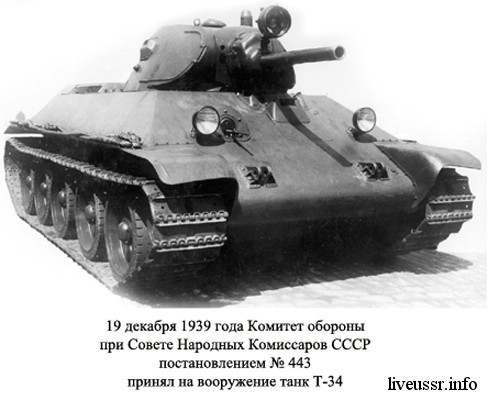 19 декабря 1939 года Комитет обороны
при Совете Народных Комиссаров СССР
постановлением № 443
принял на вооружение танк Т-34
liveussr.info